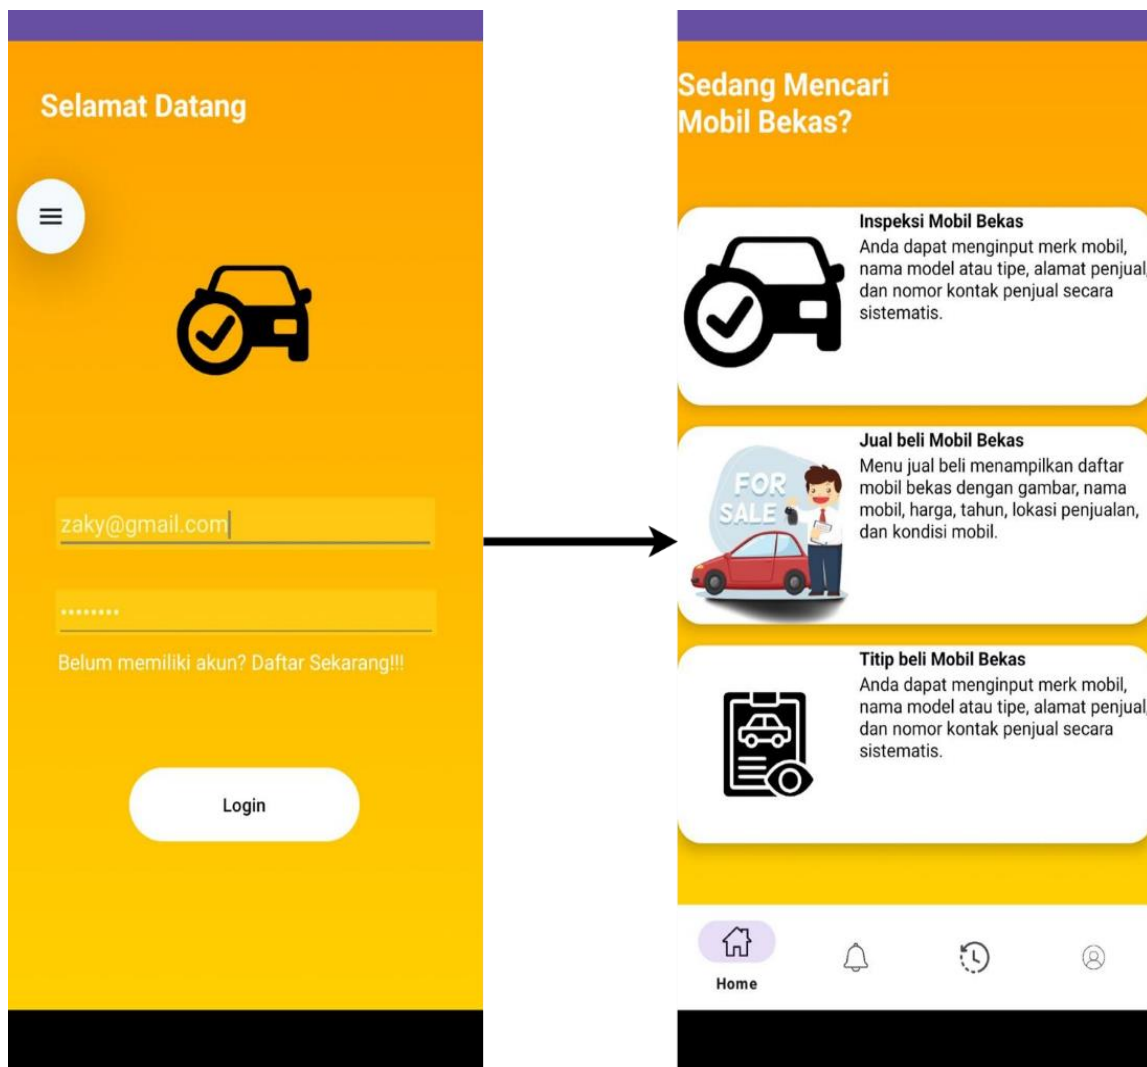 Selamat Datang
zaky@gmail.com
••••••••
Belum memiliki akun? Daftar Sekarang!!!
Login
Sedang Mencari
Mobil Bekas?
Inspeksi Mobil Bekas
Anda dapat menginput merk mobil,
nama model atau tipe, alamat penjual,
dan nomor kontak penjual secara
sistematis.
FOR
SALE
Jual beli Mobil Bekas
Menu jual beli menampilkan daftar
mobil bekas dengan gambar, nama
mobil, harga, tahun, lokasi penjualan,
dan kondisi mobil.
Titip beli Mobil Bekas
Anda dapat menginput merk mobil,
nama model atau tipe, alamat penjual,
dan nomor kontak penjual secara
sistematis.
Home